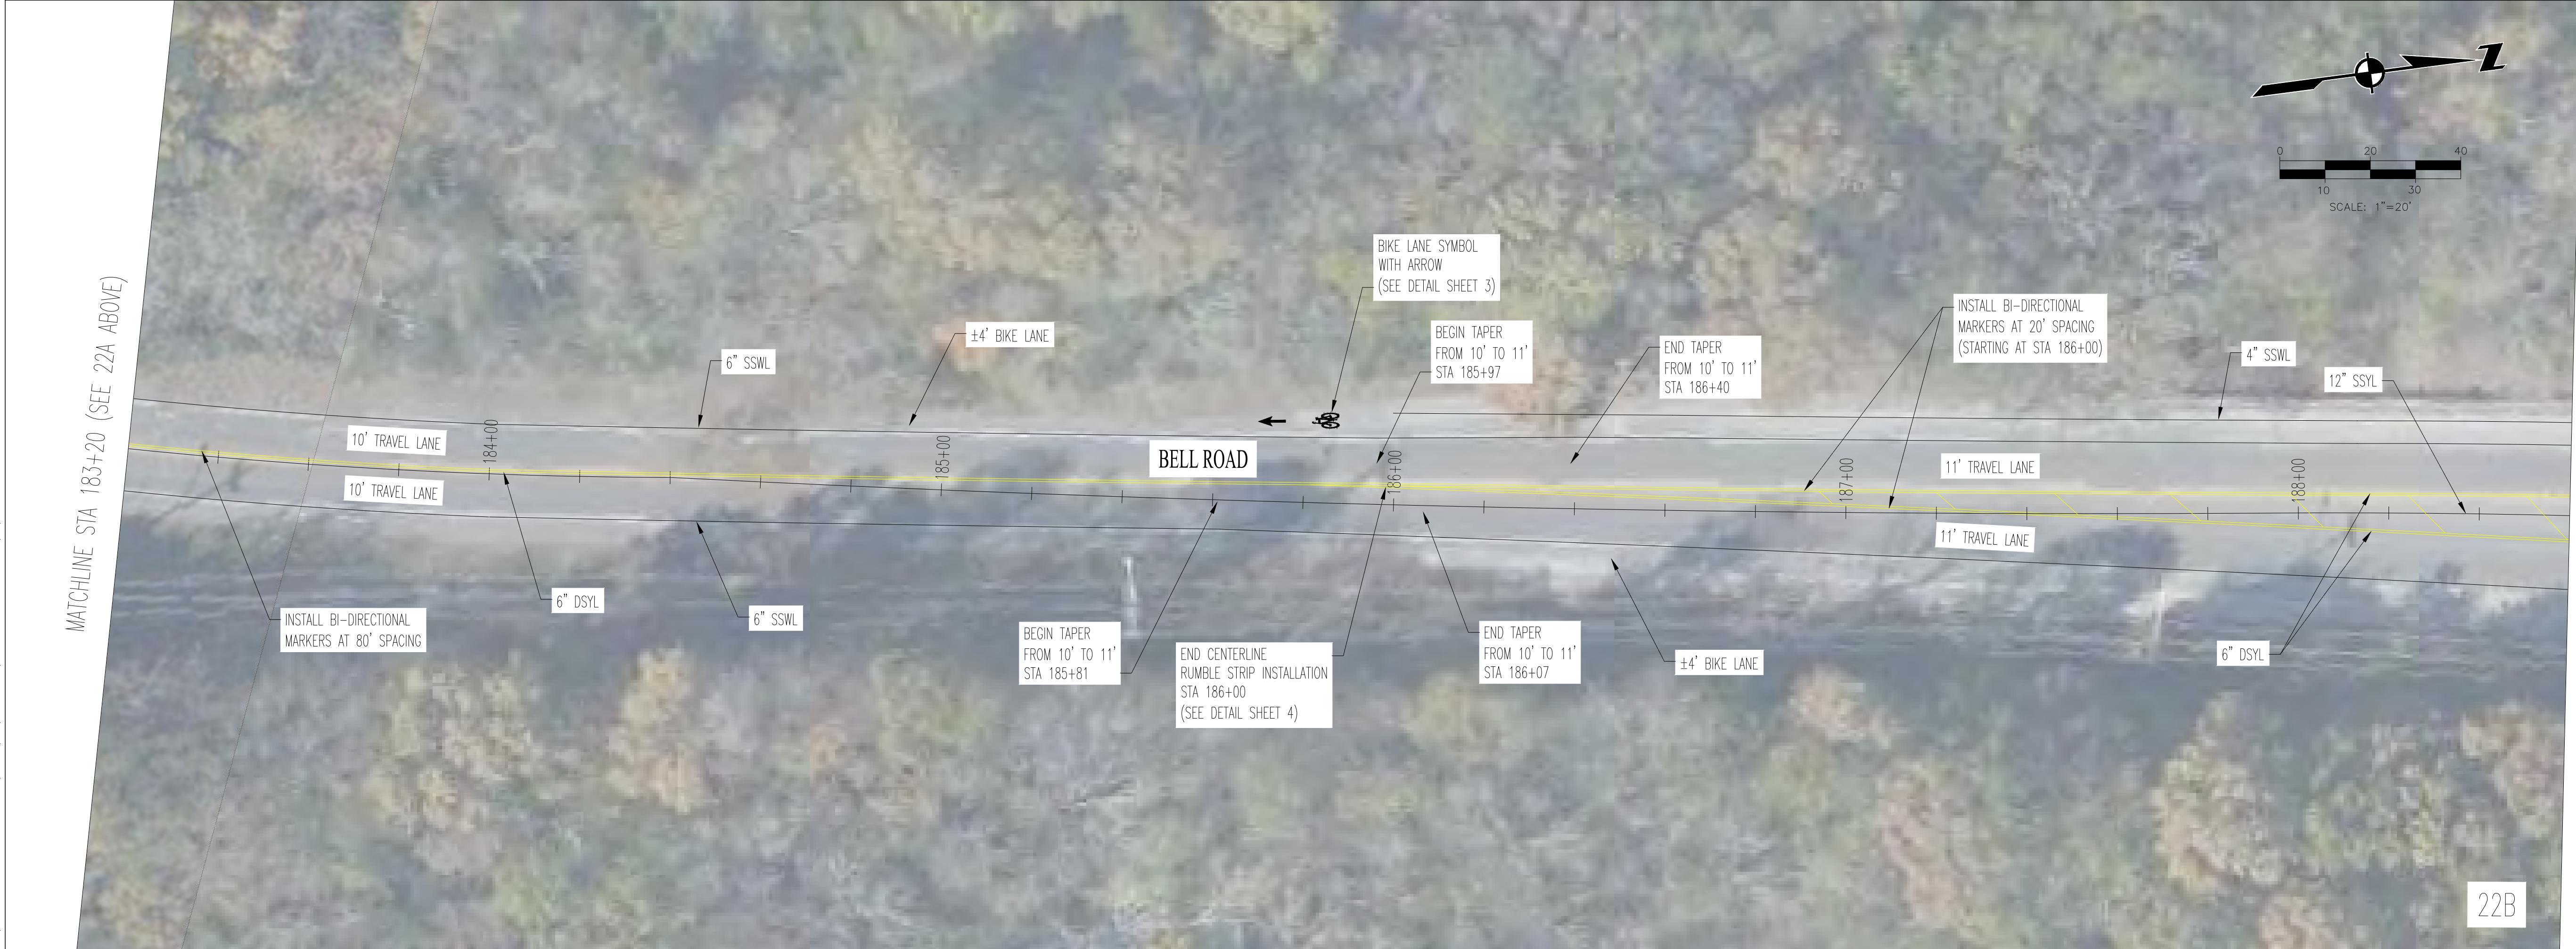 MATCHLINE STA 183+20 (SEE 22A ABOVE)
Z
0 20 40
10 30
SCALE: 1"=20'
BIKE LANE SYMBOL
WITH ARROW
(SEE DETAIL SHEET 3)
INSTALL BI-DIRECTIONAL
MARKERS AT 20' SPACING
(STARTING AT STA 186+00)
BEGIN TAPER
FROM 10' TO 11'
STA 185+97
END TAPER
FROM 10' TO 11'
STA 186+40
±4' BIKE LANE
6" SSWL
4" SSWL
12" SSYL
10' TRAVEL LANE
10' TRAVEL LANE
184+00
185+00
BELL ROAD
186+00
187+00
188+00
11' TRAVEL LANE
11' TRAVEL LANE
INSTALL BI-DIRECTIONAL
MARKERS AT 80' SPACING
6" DSYL
6" SSWL
BEGIN TAPER
FROM 10' TO 11'
STA 185+81
END CENTERLINE
RUMBLE STRIP INSTALLATION
STA 186+00
(SEE DETAIL SHEET 4)
END TAPER
FROM 10' TO 11'
STA 186+07
±4' BIKE LANE
6" DSYL
22B